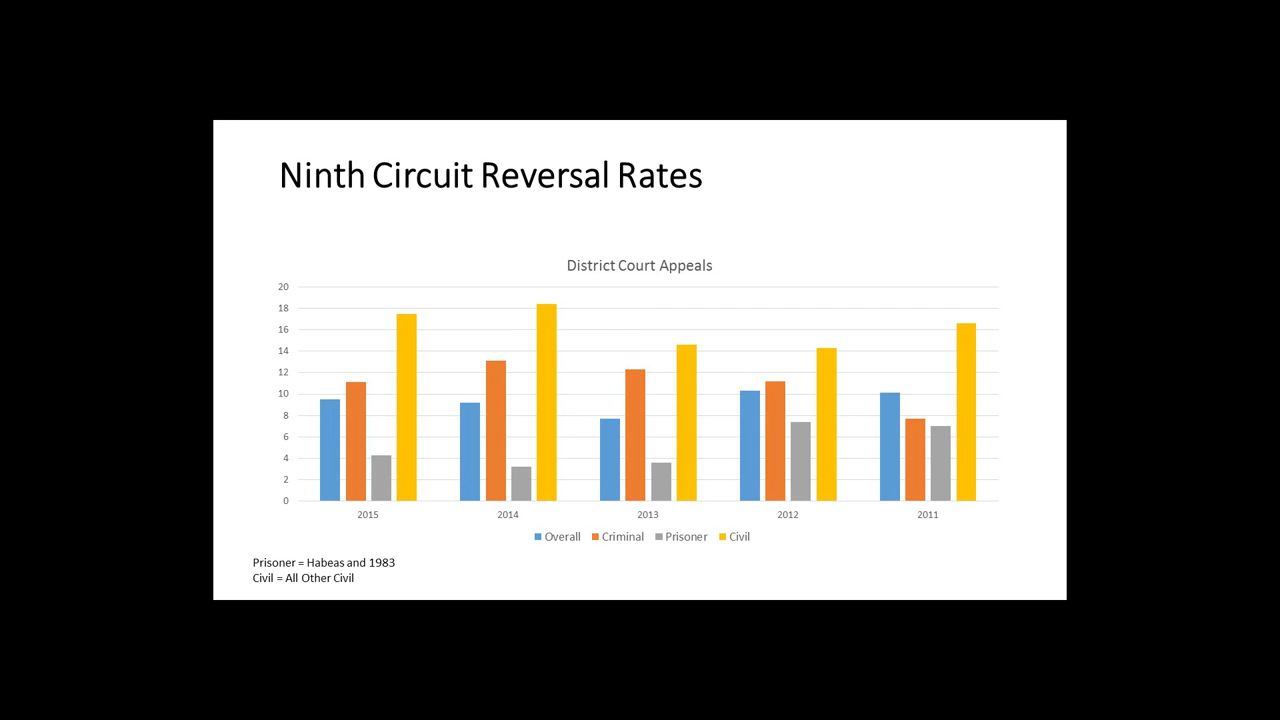 Ninth Circuit Reversal Rates
District Court Appeals
20
18
16
14
12
10
8
6
4
2
0
2015 2014 2013 2012 2011
Overall Criminal Prisoner Civil
Prisoner = Habeas and 1983
Civil = All Other Civil